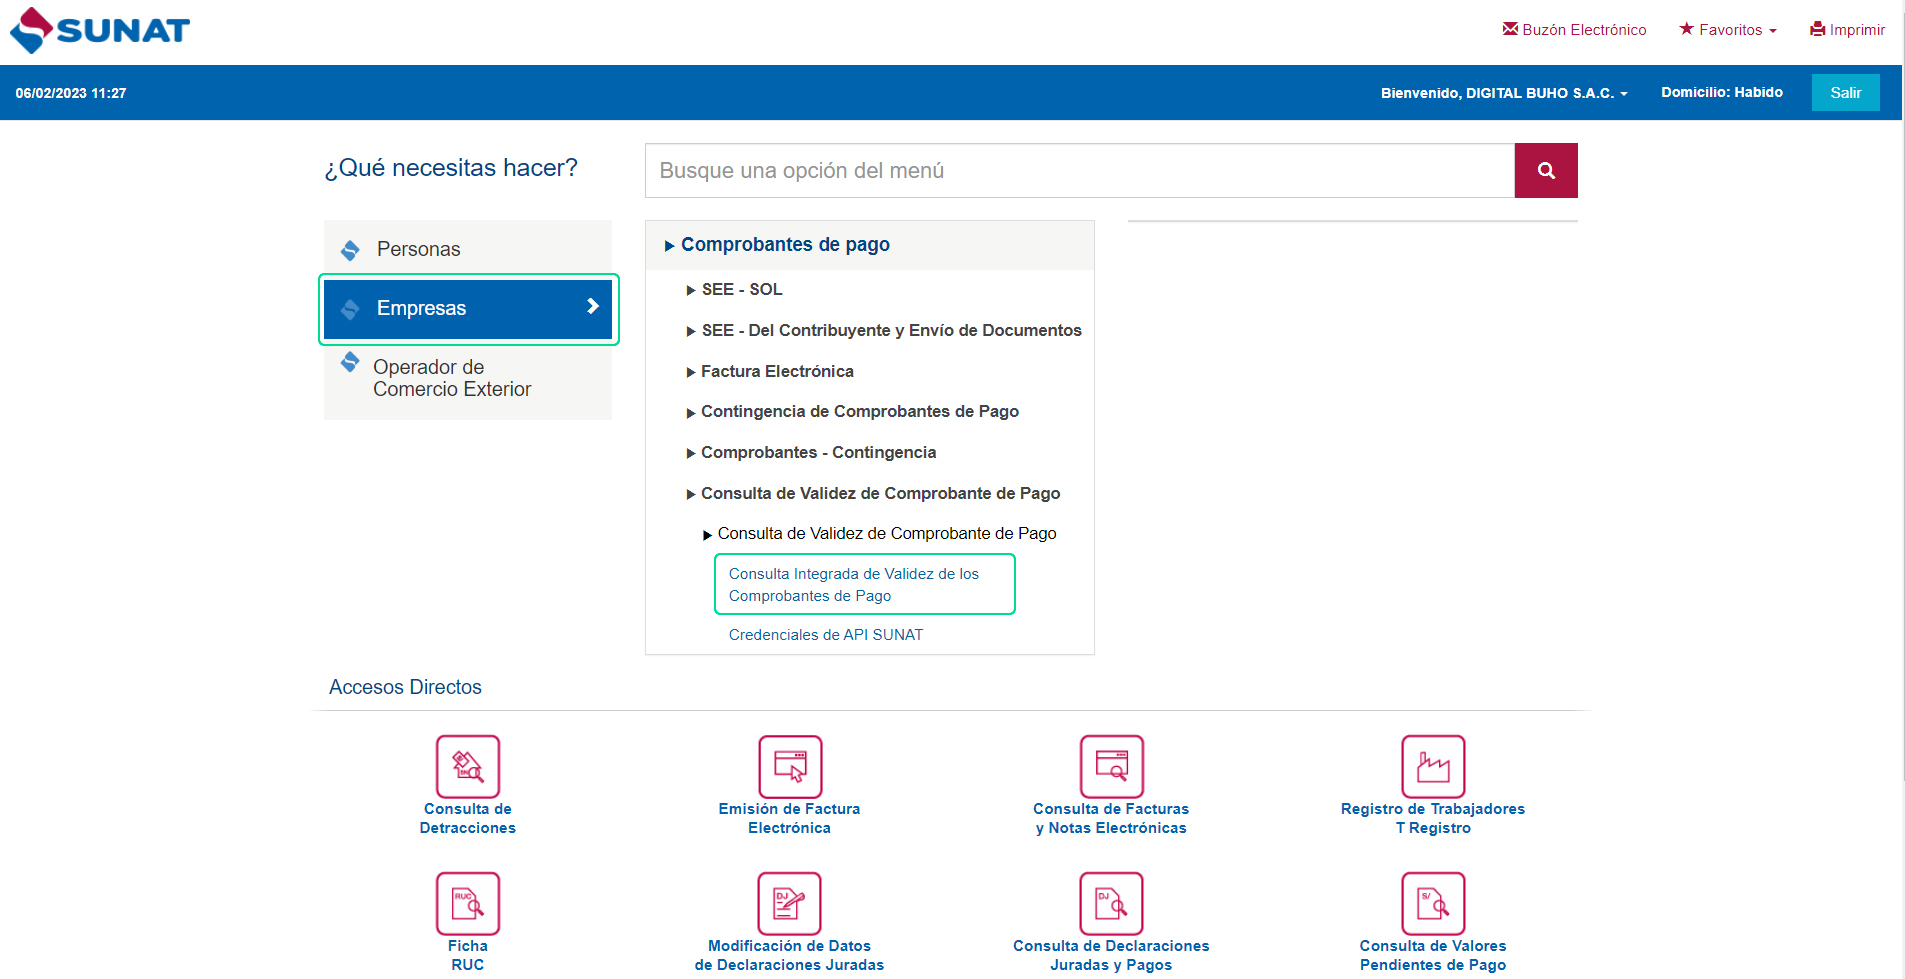 SUNAT
Buzón Electrónico
Favoritos
Imprimir
06/02/2023 11:27
Bienvenido, DIGITAL BUHO S.A.C.
Domicilio: Habido
Salir
¿Qué necesitas hacer?
Busque una opción del menú
Personas
Empresas
Operador de
Comercio Exterior
Comprobantes de pago
SEE - SOL
SEE - Del Contribuyente y Envío de Documentos
Factura Electrónica
Contingencia de Comprobantes de Pago
Comprobantes - Contingencia
Consulta de Validez de Comprobante de Pago
Consulta de Validez de Comprobante de Pago
Consulta Integrada de Validez de los
Comprobantes de Pago
Credenciales de API SUNAT
Accesos Directos
Consulta de
Detracciones
Emisión de Factura
Electrónica
Consulta de Facturas
y Notas Electrónicas
Registro de Trabajadores
T Registro
RUC
Ficha
RUC
DJ
Modificación de Datos
de Declaraciones Juradas
DJ
Consulta de Declaraciones
Juradas y Pagos
S/
Consulta de Valores
Pendientes de Pago